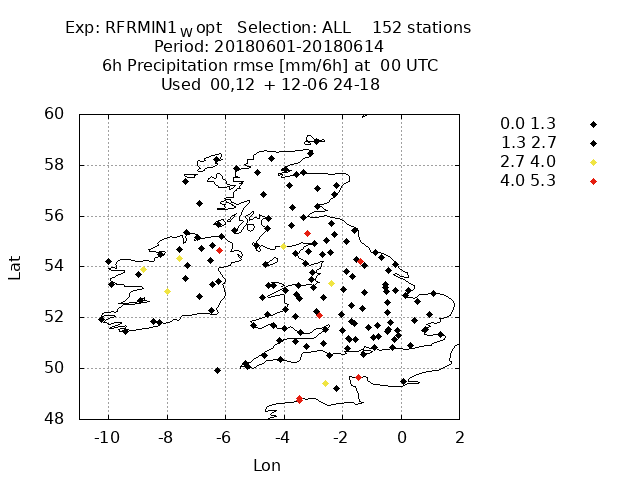 Exp: RFRMIN1_W opt Selection: ALL 152 stations
Period: 20180601-20180614
6h Precipitation rmse [mm/6h] at 00 UTC
Used 00,12 + 12-06 24-18
0.0 1.3
1.3 2.7
2.7 4.0
4.0 5.3
60
58
56
54
52
50
48
Lat
-10 -8 -6 -4 -2 0 2
Lon